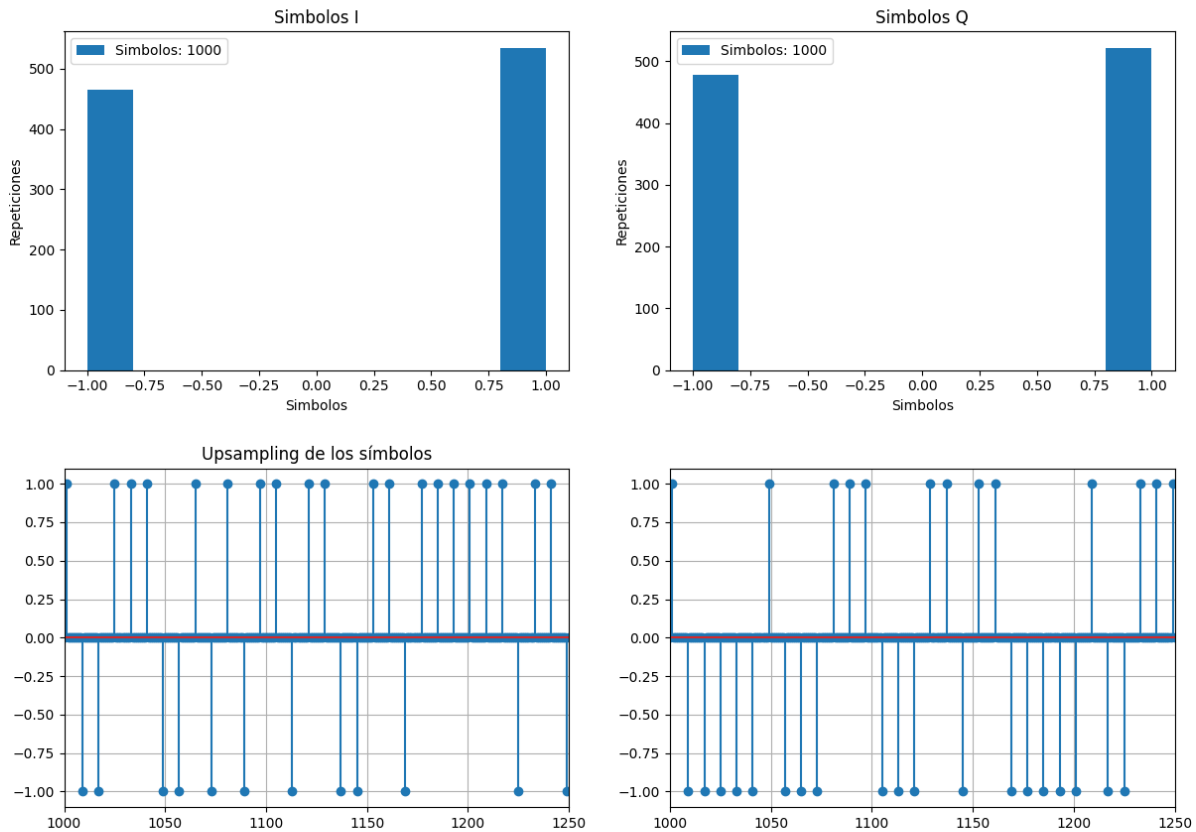 Simbolos I
Simbolos: 1000
500
400
300
200
100
0
Repeticiones
−1.00 −0.75 −0.50 −0.25 0.00 0.25 0.50 0.75 1.00
Simbolos
Simbolos Q
Simbolos: 1000
500
400
300
200
100
0
Repeticiones
−1.00 −0.75 −0.50 −0.25 0.00 0.25 0.50 0.75 1.00
Simbolos
Upsampling de los símbolos
1.00
0.75
0.50
0.25
0.00
−0.25
−0.50
−0.75
−1.00
1000 1050 1100 1150 1200 1250
1.00
0.75
0.50
0.25
0.00
−0.25
−0.50
−0.75
−1.00
1000 1050 1100 1150 1200 1250